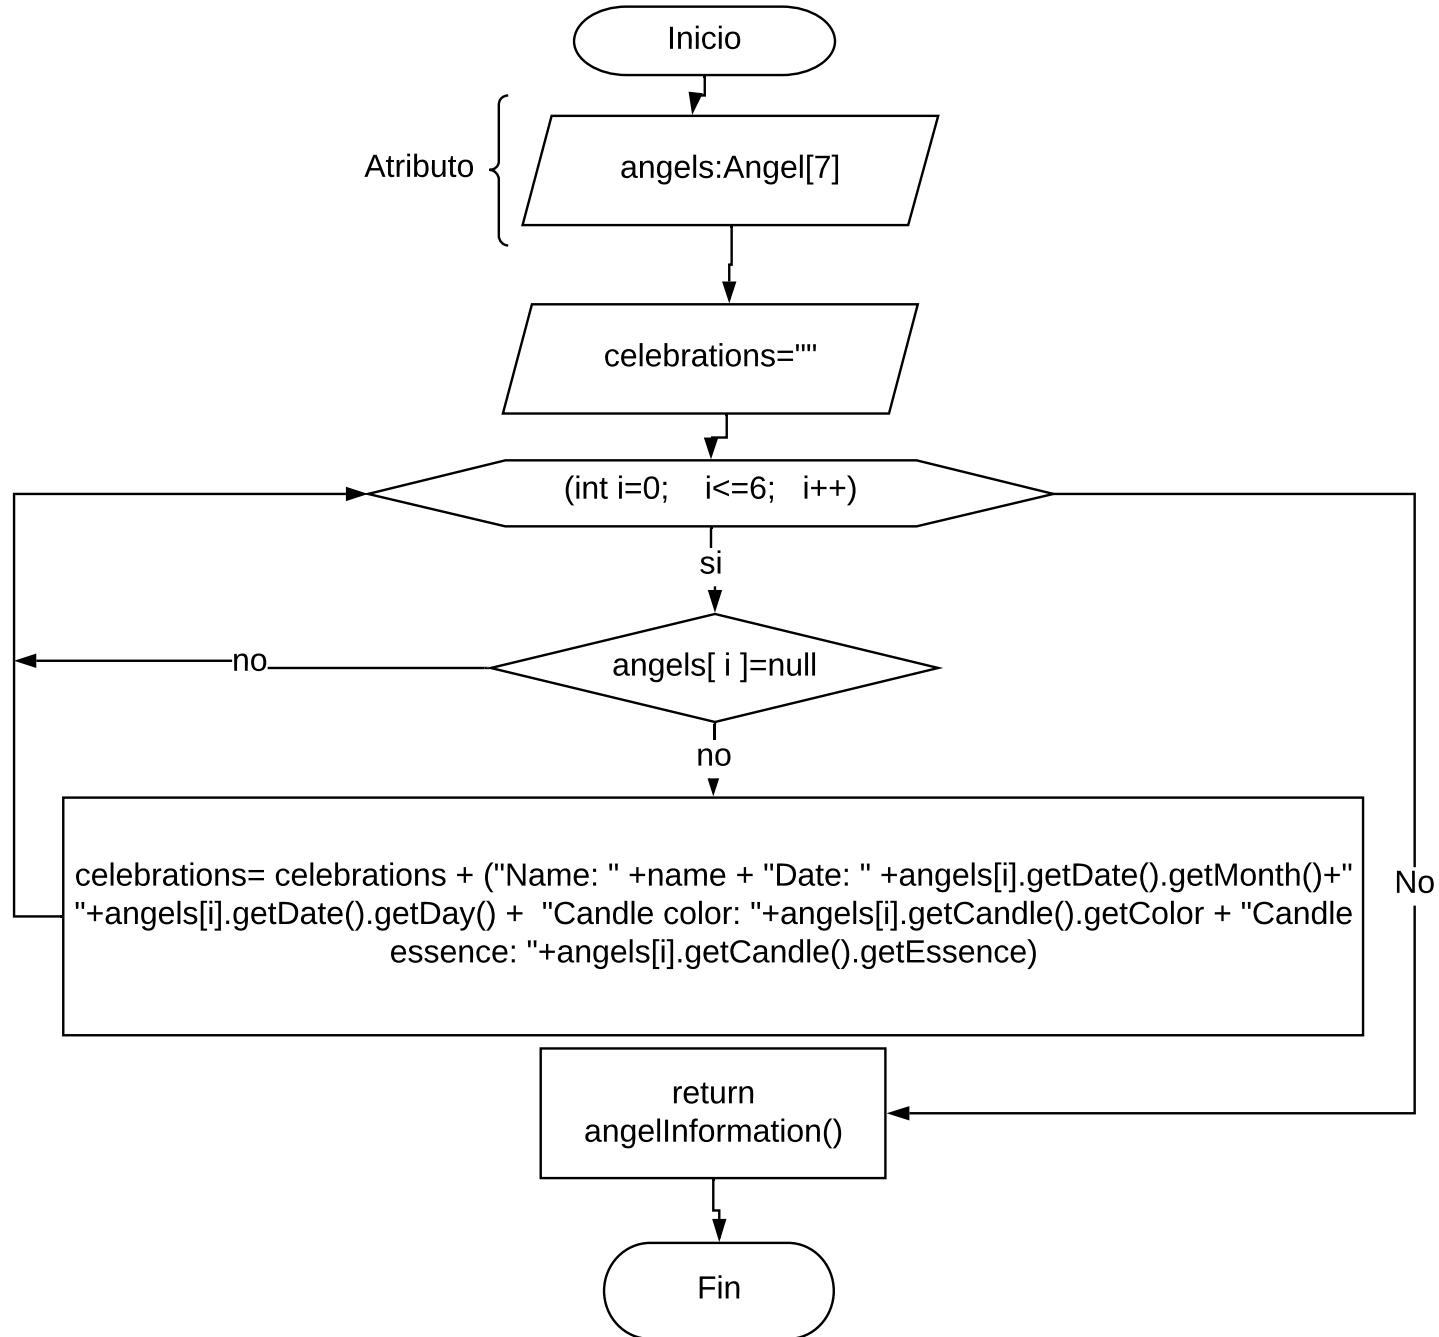 Inicio
Atributo
angels:Angel[7]
celebrations=""
(int i=0;    i<=6;   i++)
si
angels[ i ]=null
no
no
celebrations= celebrations + ("Name: " +name + "Date: " +angels[i].getDate().getMonth()+"
"+angels[i].getDate().getDay() +  "Candle color: "+angels[i].getCandle().getColor + "Candle
essence: "+angels[i].getCandle().getEssence)
No
return
angelInformation()
Fin